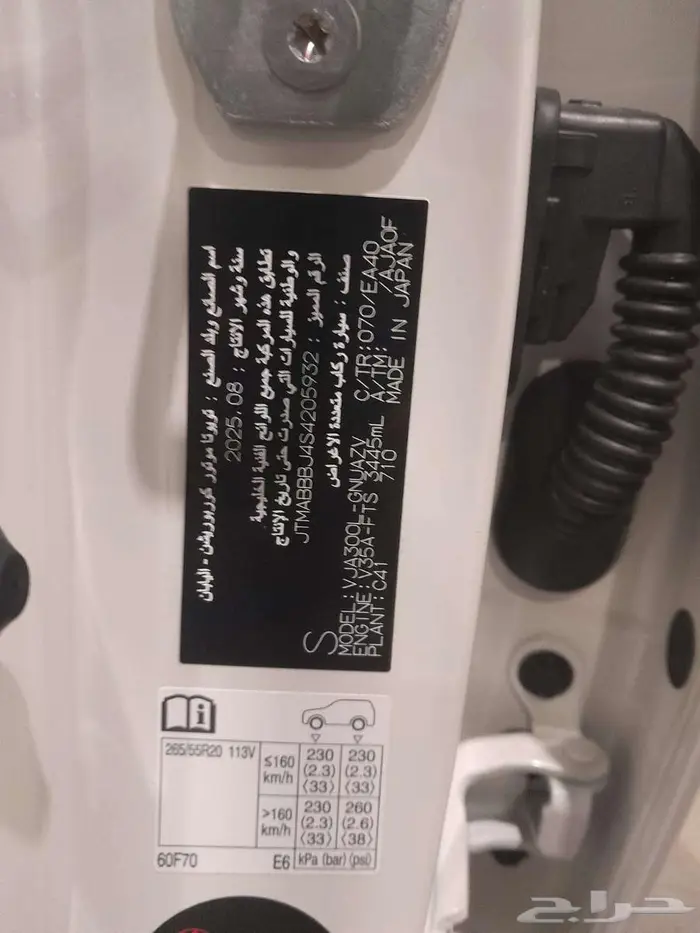 اسم الصانع وبلد الصنع : تويوتا موتور كوربوريشن - اليابان
سنة وشهر الإنتاج : 2025.08
تطابق هذه المركبة جميع اللوائح الفنية الخليجية
والوطنية للسيارات التي صدرت حتى تاريخ الإنتاج
الرقم المميز : JTMABBBJ4S4205932
صنف : سيارة ركاب متعددة الأغراض
S
MODEL : VJA300L-GNUAZV C/TR: 070/EA40
ENGINE : V35A-FTS 3445mL A/TM: /AJA0F
PLANT : C41 /10 MADE IN JAPAN
265/55R20 113V
≤160 km/h 230 (2.3) (33) 230 (2.3) (33)
>160 km/h 230 (2.3) (33) 260 (2.6) (38)
60F70 E6 kPa (bar) (psi)
حراج